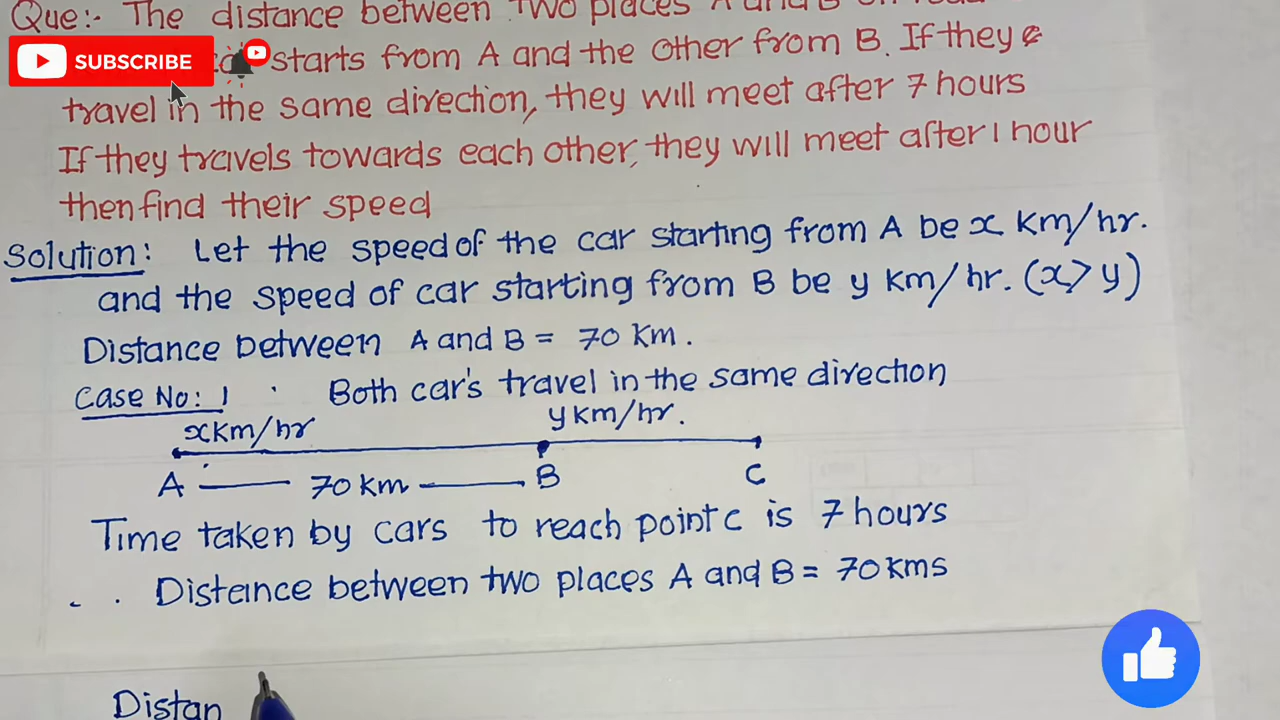 Que:- The distance between two places A and B on road
starts from A and the other from B. If they
SUBSCRIBE
travel in the same direction, they will meet after 7 hours
If they travels towards each other, they will meet after 1 hour
then find their speed
Solution: Let the speed of the car starting from A be x km/hr.
and the speed of car starting from B be y km/hr. (x>y)
Distance between A and B = 70 km.
Case No: 1 Both car's travel in the same direction
xkm/hr ykm/hr.
A 70 km B C
Time taken by cars to reach point C is 7 hours
Distance between two places A and B = 70 kms
Distan